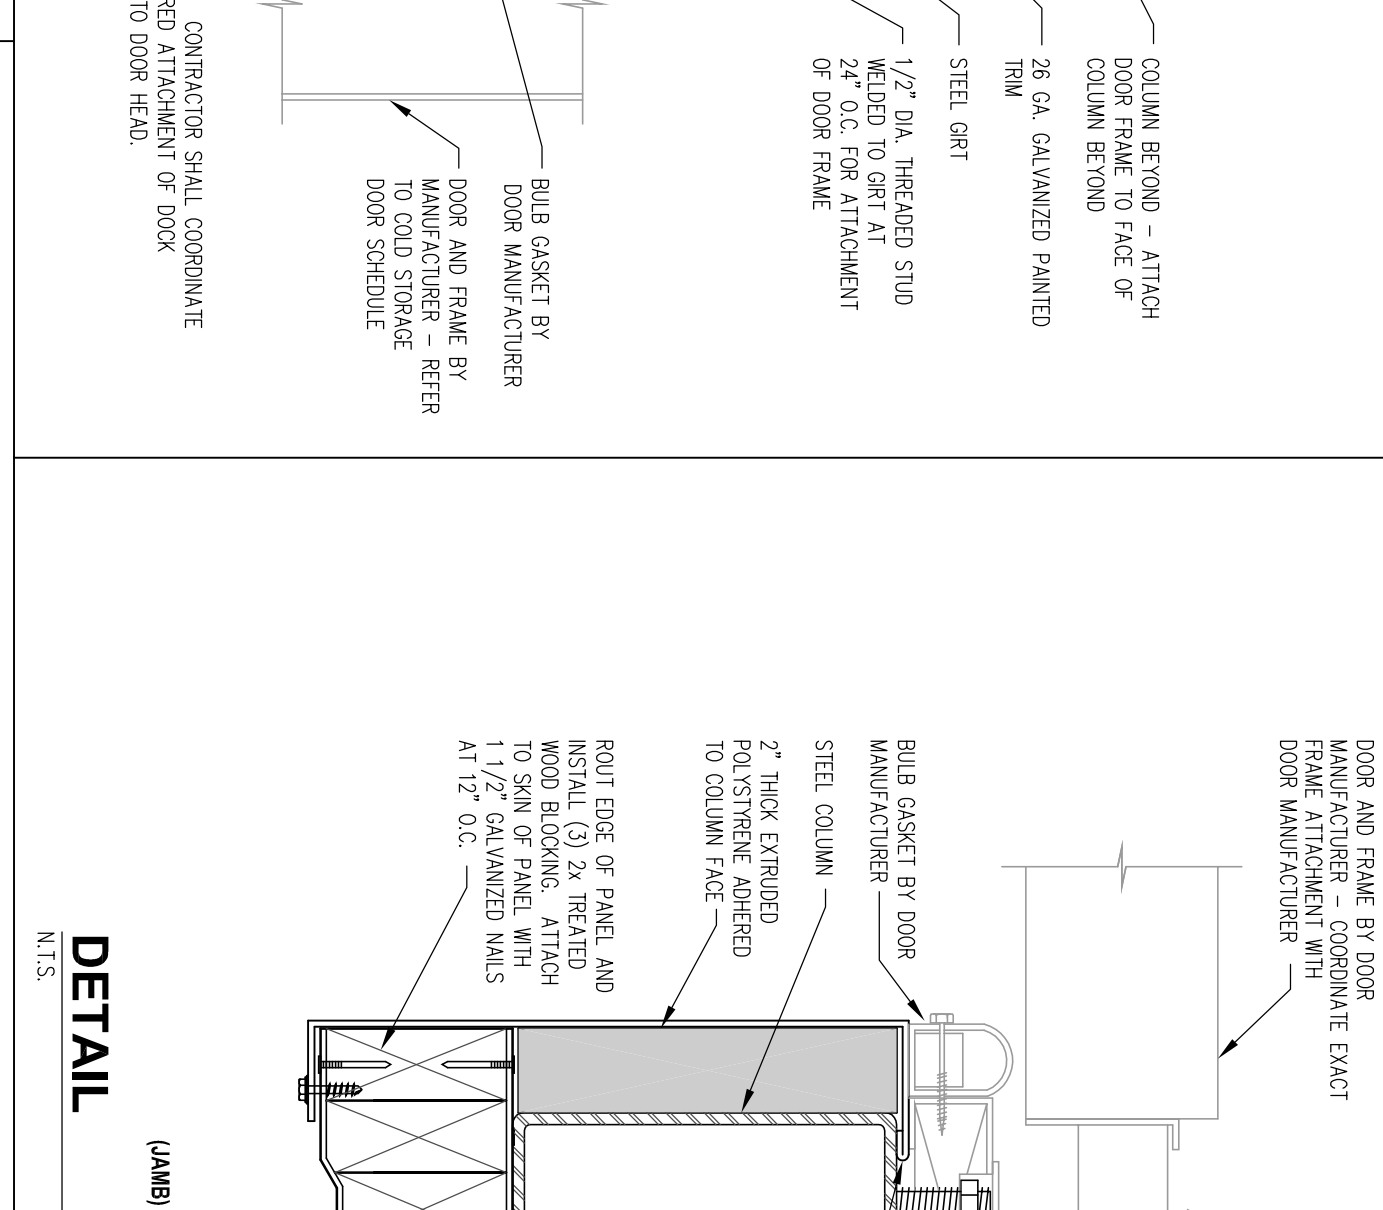 COLUMN BEYOND – ATTACH
DOOR FRAME TO FACE OF
COLUMN BEYOND
26 GA. GALVANIZED PAINTED
TRIM
STEEL GIRT
1/2" DIA. THREADED STUD
WELDED TO GIRT AT
24" O.C. FOR ATTACHMENT
OF DOOR FRAME
BULB GASKET BY
DOOR MANUFACTURER
DOOR AND FRAME BY
MANUFACTURER – REFER
TO COLD STORAGE
DOOR SCHEDULE
CONTRACTOR SHALL COORDINATE
RED ATTACHMENT OF DOCK
TO DOOR HEAD.
DOOR AND FRAME BY DOOR
MANUFACTURER – COORDINATE EXACT
FRAME ATTACHMENT WITH
DOOR MANUFACTURER
BULB GASKET BY DOOR
MANUFACTURER
STEEL COLUMN
2" THICK EXTRUDED
POLYSTYRENE ADHERED
TO COLUMN FACE
ROUT EDGE OF PANEL AND
INSTALL (3) 2x TREATED
WOOD BLOCKING. ATTACH
TO SKIN OF PANEL WITH
1 1/2" GALVANIZED NAILS
AT 12" O.C.
(JAMB)
DETAIL
N.T.S.